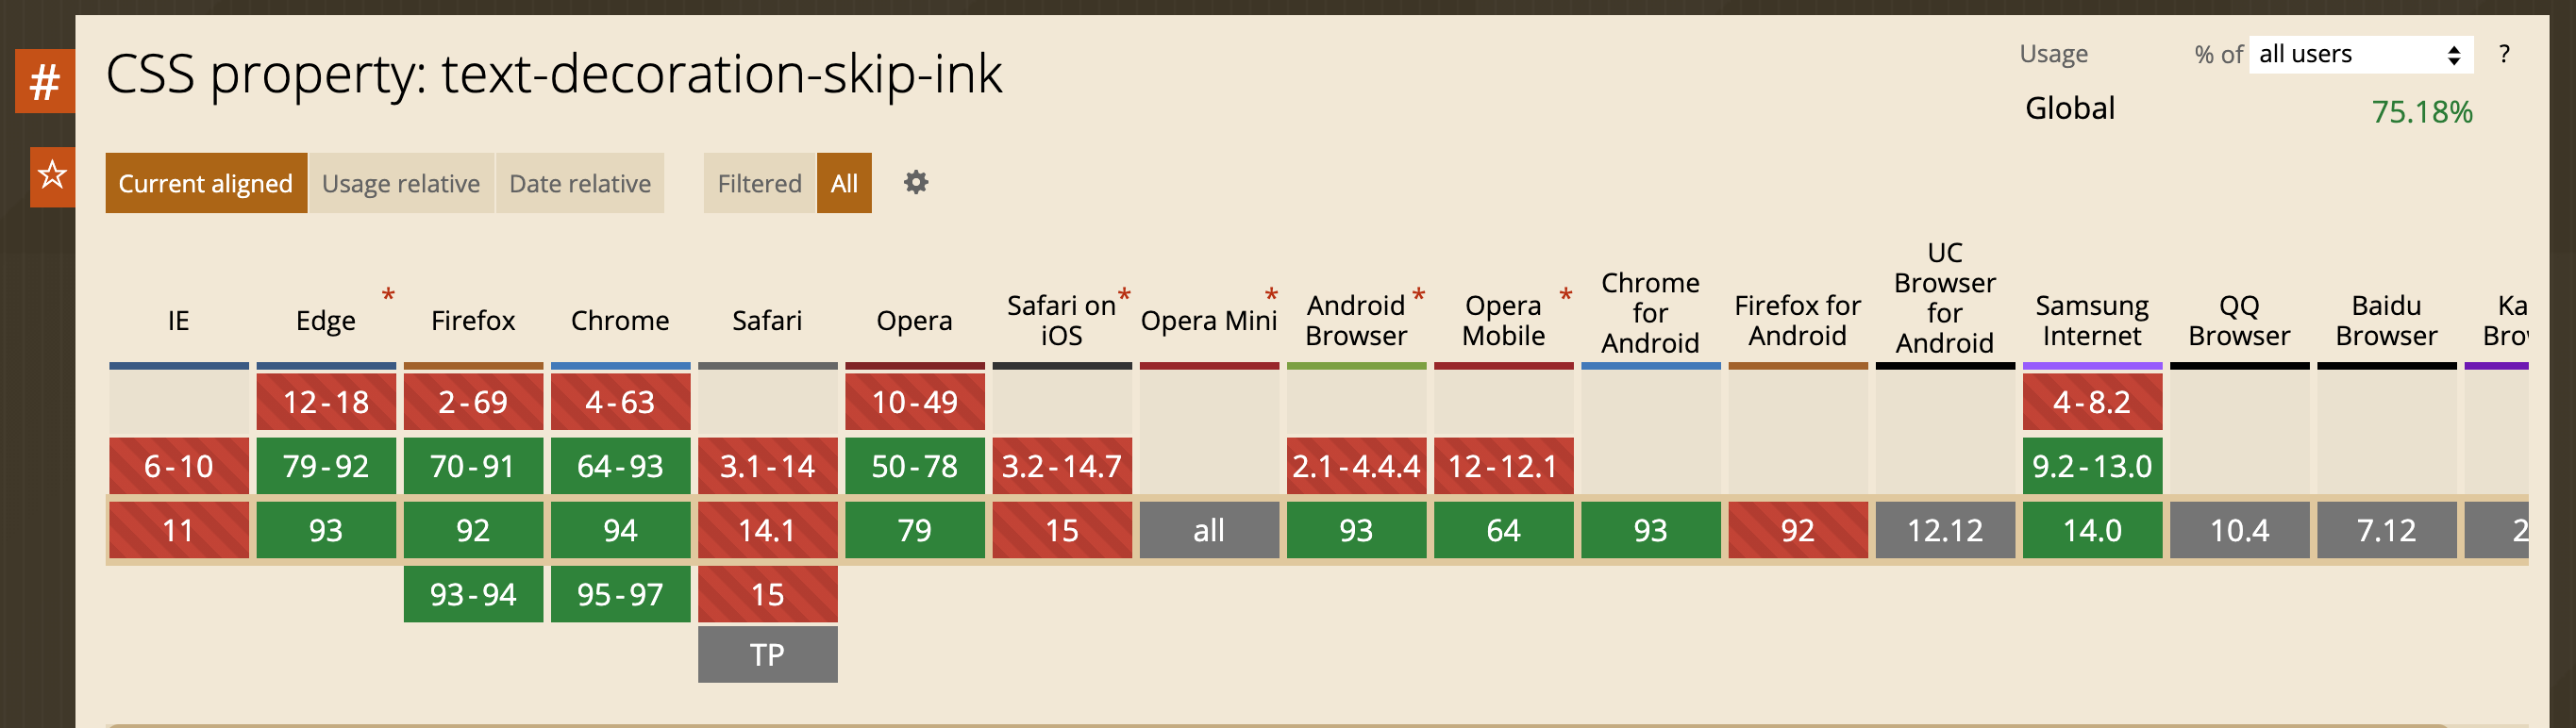 #
CSS property: text-decoration-skip-ink
Usage % of all users ?
Global 75.18%
Current aligned Usage relative Date relative Filtered All
IE
Edge *
Firefox
Chrome
Safari
Opera
Safari on *
iOS
Opera Mini *
Android *
Browser
Opera *
Mobile
Chrome
for
Android
Firefox for
Android
UC
Browser
for
Android
Samsung
Internet
QQ
Browser
Baidu
Browser
12-18 2-69 4-63 10-49 4-8.2
6-10 79-92 70-91 64-93 3.1-14 50-78 3.2-14.7 2.1-4.4.4 12-12.1 9.2-13.0
11 93 92 94 14.1 79 15 all 93 64 93 92 12.12 14.0 10.4 7.12
93-94 95-97 15
TP